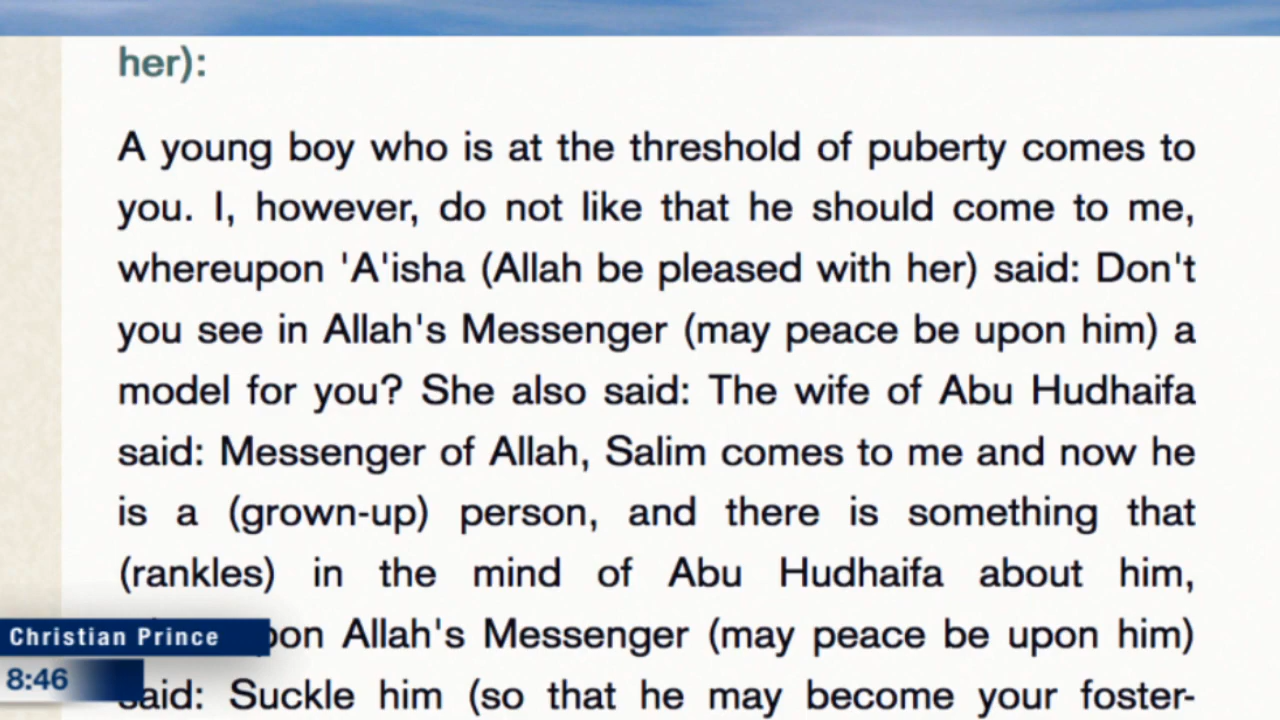 her):
A young boy who is at the threshold of puberty comes to
you. I, however, do not like that he should come to me,
whereupon 'A'isha (Allah be pleased with her) said: Don't
you see in Allah's Messenger (may peace be upon him) a
model for you? She also said: The wife of Abu Hudhaifa
said: Messenger of Allah, Salim comes to me and now he
is a (grown-up) person, and there is something that
(rankles) in the mind of Abu Hudhaifa about him,
Allah's Messenger (may peace be upon him)
said: Suckle him (so that he may become your foster-
Christian Prince
8:46